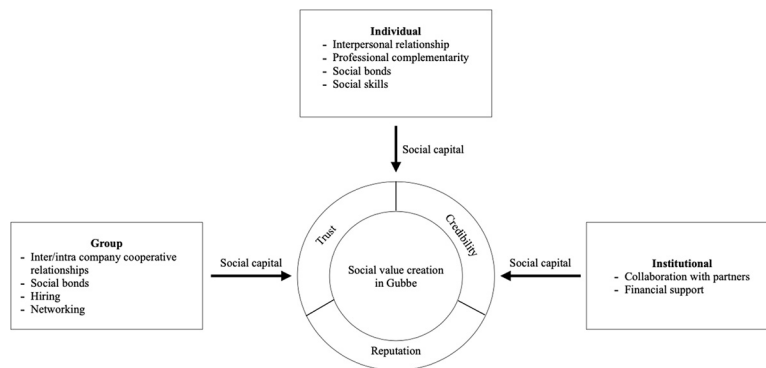 Individual
- Interpersonal relationship
- Professional complementarity
- Social bonds
- Social skills
Social capital
Group
- Inter/intra company cooperative
relationships
- Social bonds
- Hiring
- Networking
Social capital
Trust
Credibility
Social value creation
in Gubbe
Reputation
Social capital
Institutional
- Collaboration with partners
- Financial support